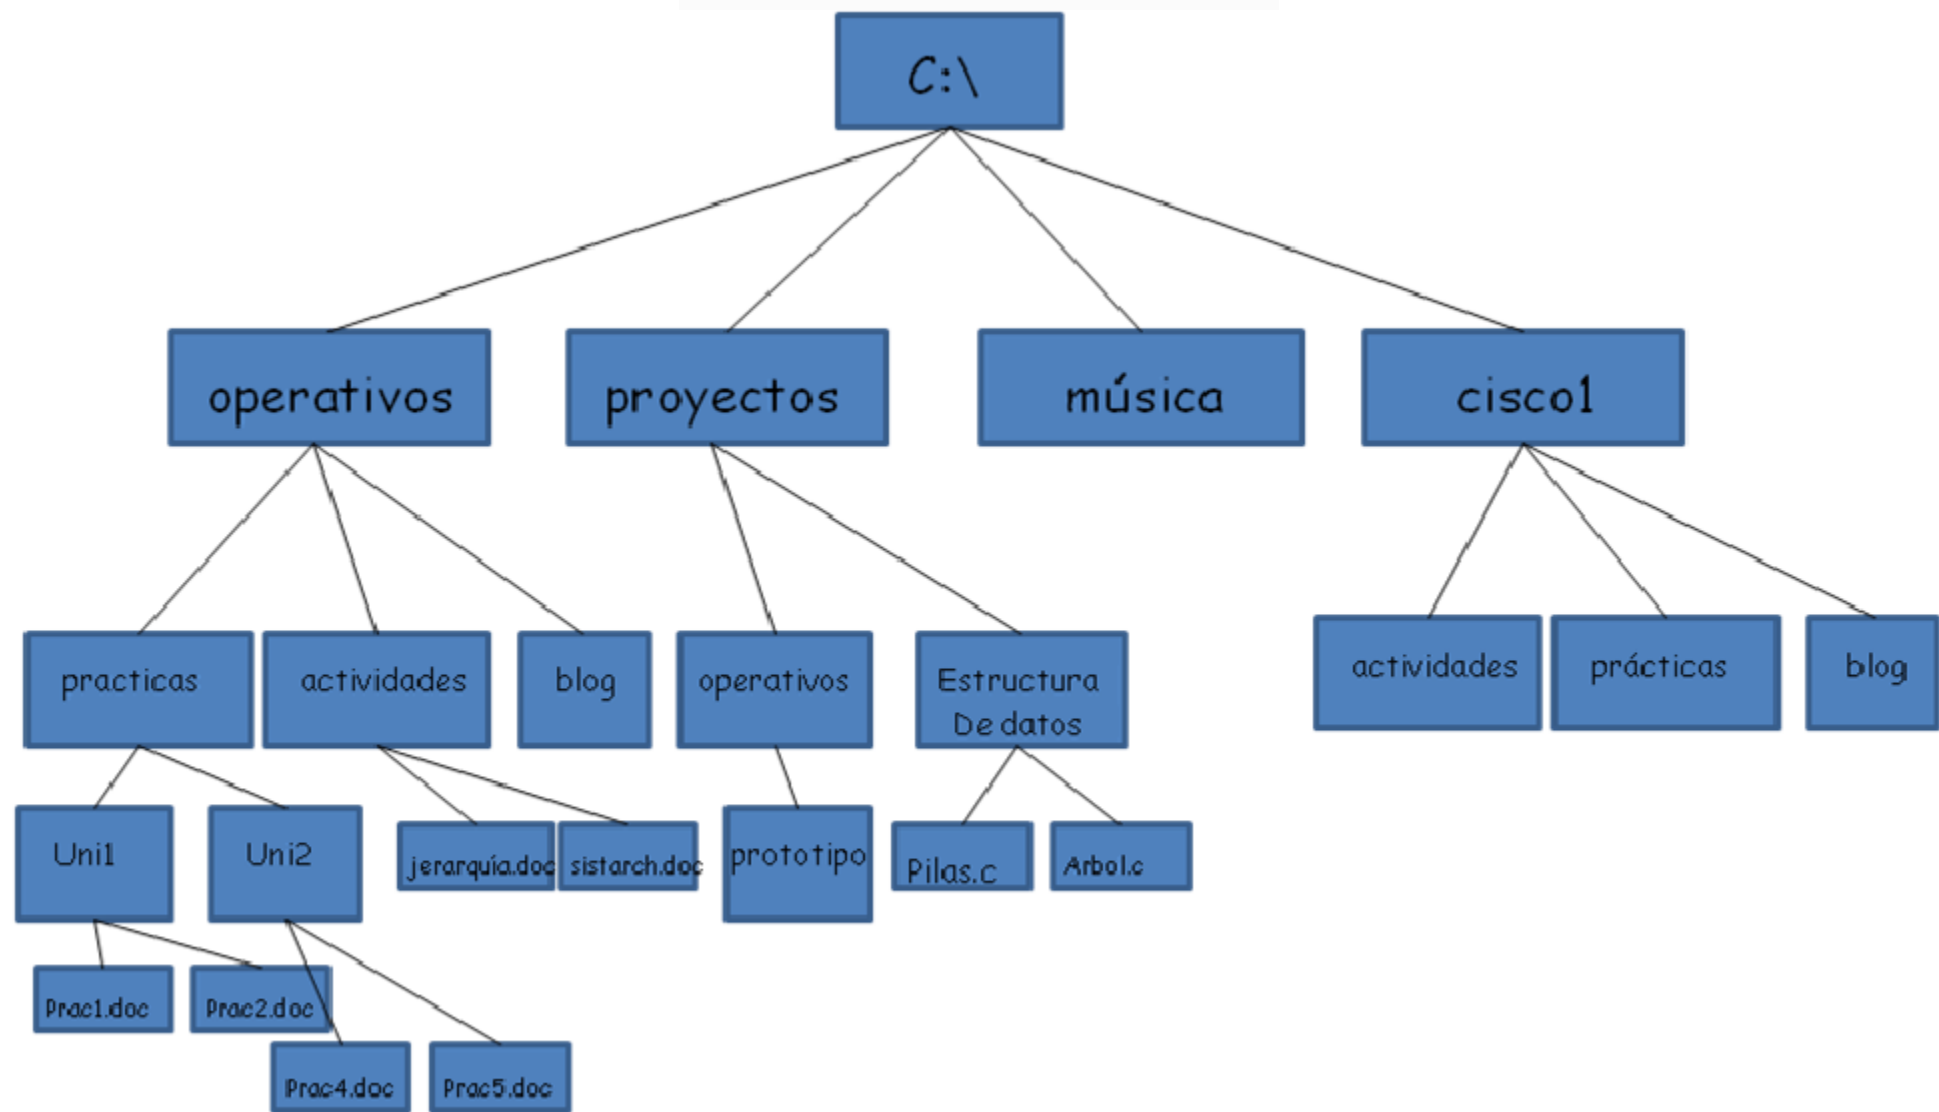 C:\
operativos
proyectos
música
cisco1
practicas
actividades
blog
operativos
Estructura
De datos
actividades
prácticas
blog
Uni1
Uni2
jerarquía.doc
sistarch.doc
prototipo
Pilas.c
Arbol.c
Prac1.doc
Prac2.doc
Prac4.doc
Prac5.doc